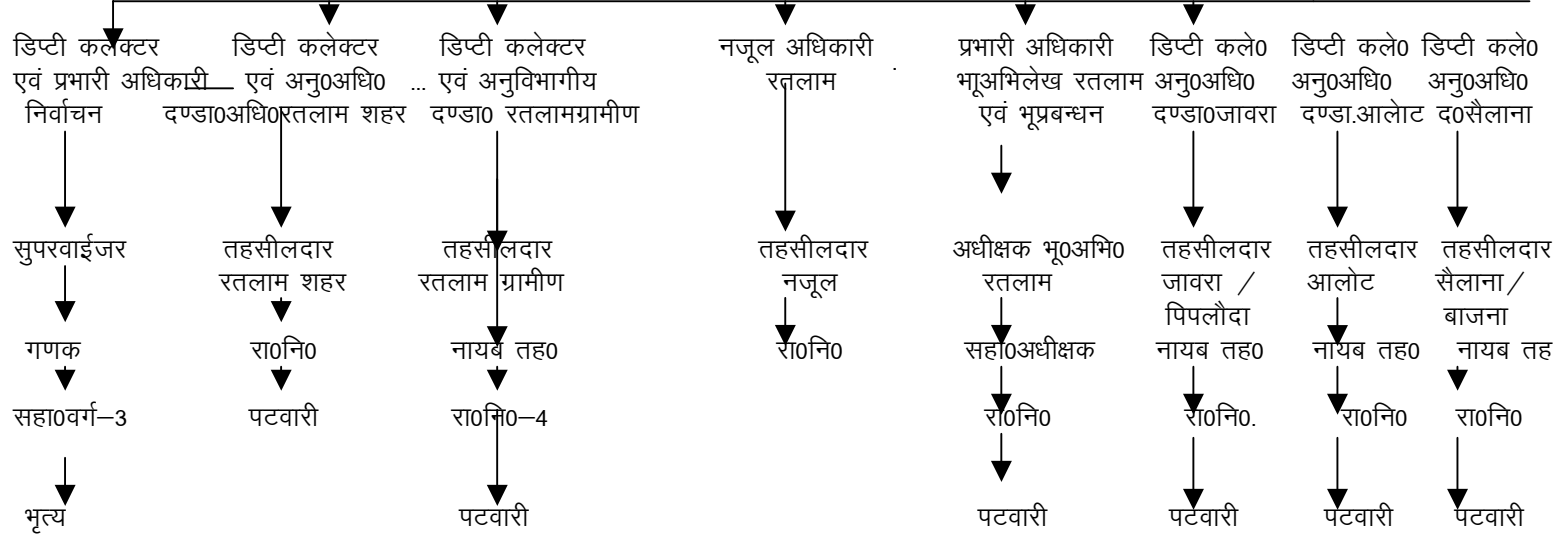 डिप्टी कलेक्टर डिप्टी कलेक्टर डिप्टी कलेक्टर नजूल अधिकारी प्रभारी अधिकारी डिप्टी कले0 डिप्टी कले0 डिप्टी कले0
एवं प्रभारी अधिकारी एवं अनु0अधि0 ... एवं अनुविभागीय रतलाम भाूअभिलेख रतलाम अनु0अधि0 अनु0अधि0 अनु0अधि0
निर्वाचन दण्डा0अधि0रतलाम शहर दण्डा0 रतलामग्रामीण एवं भूप्रबन्धन दण्डा0जावरा दण्डा.आलोट द0सैलाना
सुपरवाईजर तहसीलदार तहसीलदार तहसीलदार अधीक्षक भू0अभि0 तहसीलदार तहसीलदार तहसीलदार
रतलाम शहर रतलाम ग्रामीण नजूल रतलाम जावरा / आलोट सैलाना/
पिपलौदा बाजना
गणक रा0नि0 नायब तह0 रा0नि0 सहा0अधीक्षक नायब तह0 नायब तह0 नायब तह
सहा0वर्ग–3 पटवारी रा0नि0–4 रा0नि0 रा0नि0. रा0नि0 रा0नि0
भृत्य पटवारी पटवारी पटवारी पटवारी पटवारी